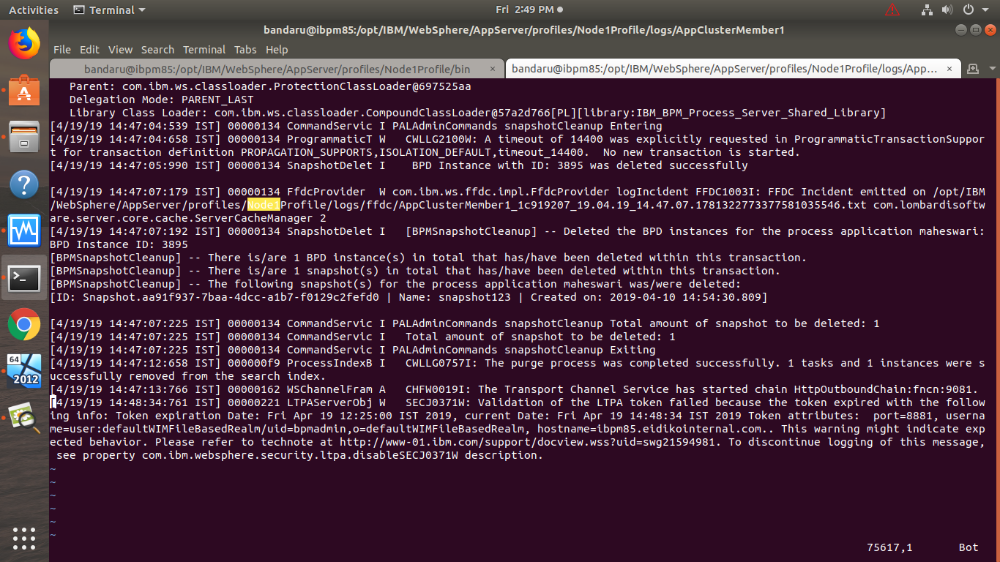 Activities Terminal Fri 2:49 PM
bandaru@ibpm85:/opt/IBM/WebSphere/AppServer/profiles/Node1Profile/logs/AppClusterMember1
File Edit View Search Terminal Tabs Help
bandaru@ibpm85:/opt/IBM/WebSphere/AppServer/profiles/Node1Profile/bin × bandaru@ibpm85:/opt/IBM/WebSphere/AppServer/profiles/Node1Profile/logs/App... ×
Parent: com.ibm.ws.classloader.ProtectionClassLoader@697525aa
Delegation Mode: PARENT_LAST
Library Class Loader: com.ibm.ws.classloader.CompoundClassLoader@57a2d766[PL][library:IBM_BPM_Process_Server_Shared_Library]
[4/19/19 14:47:04:539 IST] 00000134 CommandServic I PALAdminCommands snapshotCleanup Entering
[4/19/19 14:47:04:658 IST] 00000134 ProgrammaticT W   CWLLG2100W: A timeout of 14400 was explicitly requested in ProgrammaticTransactionSuppor
t for transaction definition PROPAGATION_SUPPORTS,ISOLATION_DEFAULT,timeout_14400.  No new transaction is started.
[4/19/19 14:47:05:990 IST] 00000134 SnapshotDelet I    BPD Instance with ID: 3895 was deleted successfully
[4/19/19 14:47:07:179 IST] 00000134 FfdcProvider  W com.ibm.ws.ffdc.impl.FfdcProvider logIncident FFDC1003I: FFDC Incident emitted on /opt/IBM
/WebSphere/AppServer/profiles/Node1Profile/logs/ffdc/AppClusterMember1_1c919207_19.04.19_14.47.07.1781322773377581035546.txt com.lombardisoftw
are.server.core.cache.ServerCacheManager 2
[4/19/19 14:47:07:192 IST] 00000134 SnapshotDelet I   [BPMSnapshotCleanup] -- Deleted the BPD instances for the process application maheswari:
BPD Instance ID: 3895
[BPMSnapshotCleanup] -- There is/are 1 BPD instance(s) in total that has/have been deleted within this transaction.
[BPMSnapshotCleanup] -- There is/are 1 snapshot(s) in total that has/have been deleted within this transaction.
[BPMSnapshotCleanup] -- The following snapshot(s) for the process application maheswari was/were deleted:
[ID: Snapshot.aa91f937-7baa-4dcc-a1b7-f0129c2fefd0 | Name: snapshot123 | Created on: 2019-04-10 14:54:30.809]
[4/19/19 14:47:07:225 IST] 00000134 CommandServic I PALAdminCommands snapshotCleanup Total amount of snapshot to be deleted: 1
[4/19/19 14:47:07:225 IST] 00000134 CommandServic I   Total amount of snapshot to be deleted: 1
[4/19/19 14:47:07:225 IST] 00000134 CommandServic I PALAdminCommands snapshotCleanup Exiting
[4/19/19 14:47:12:658 IST] 000000f9 ProcessIndexB I   CWLLG0757I: The purge process was completed successfully. 1 tasks and 1 instances were s
uccessfully removed from the search index.
[4/19/19 14:47:13:766 IST] 00000162 WSChannelFram A   CHFW0019I: The Transport Channel Service has started chain HttpOutboundChain:fncn:9081.
[4/19/19 14:48:34:761 IST] 00000221 LTPAServerObj W   SECJ0371W: Validation of the LTPA token failed because the token expired with the follow
ing info: Token expiration Date: Fri Apr 19 12:25:00 IST 2019, current Date: Fri Apr 19 14:48:34 IST 2019 Token attributes:  port=8881, userna
me=user:defaultWIMFileBasedRealm/uid=bpmadmin,o=defaultWIMFileBasedRealm, hostname=ibpm85.eidikointernal.com.. This warning might indicate exp
ected behavior. Please refer to technote at http://www-01.ibm.com/support/docview.wss?uid=swg21594981. To discontinue logging of this message,
see property com.ibm.websphere.security.ltpa.disableSECJ0371W description.
~
~
~
~
~
~
75617,1 Bot
64
2012